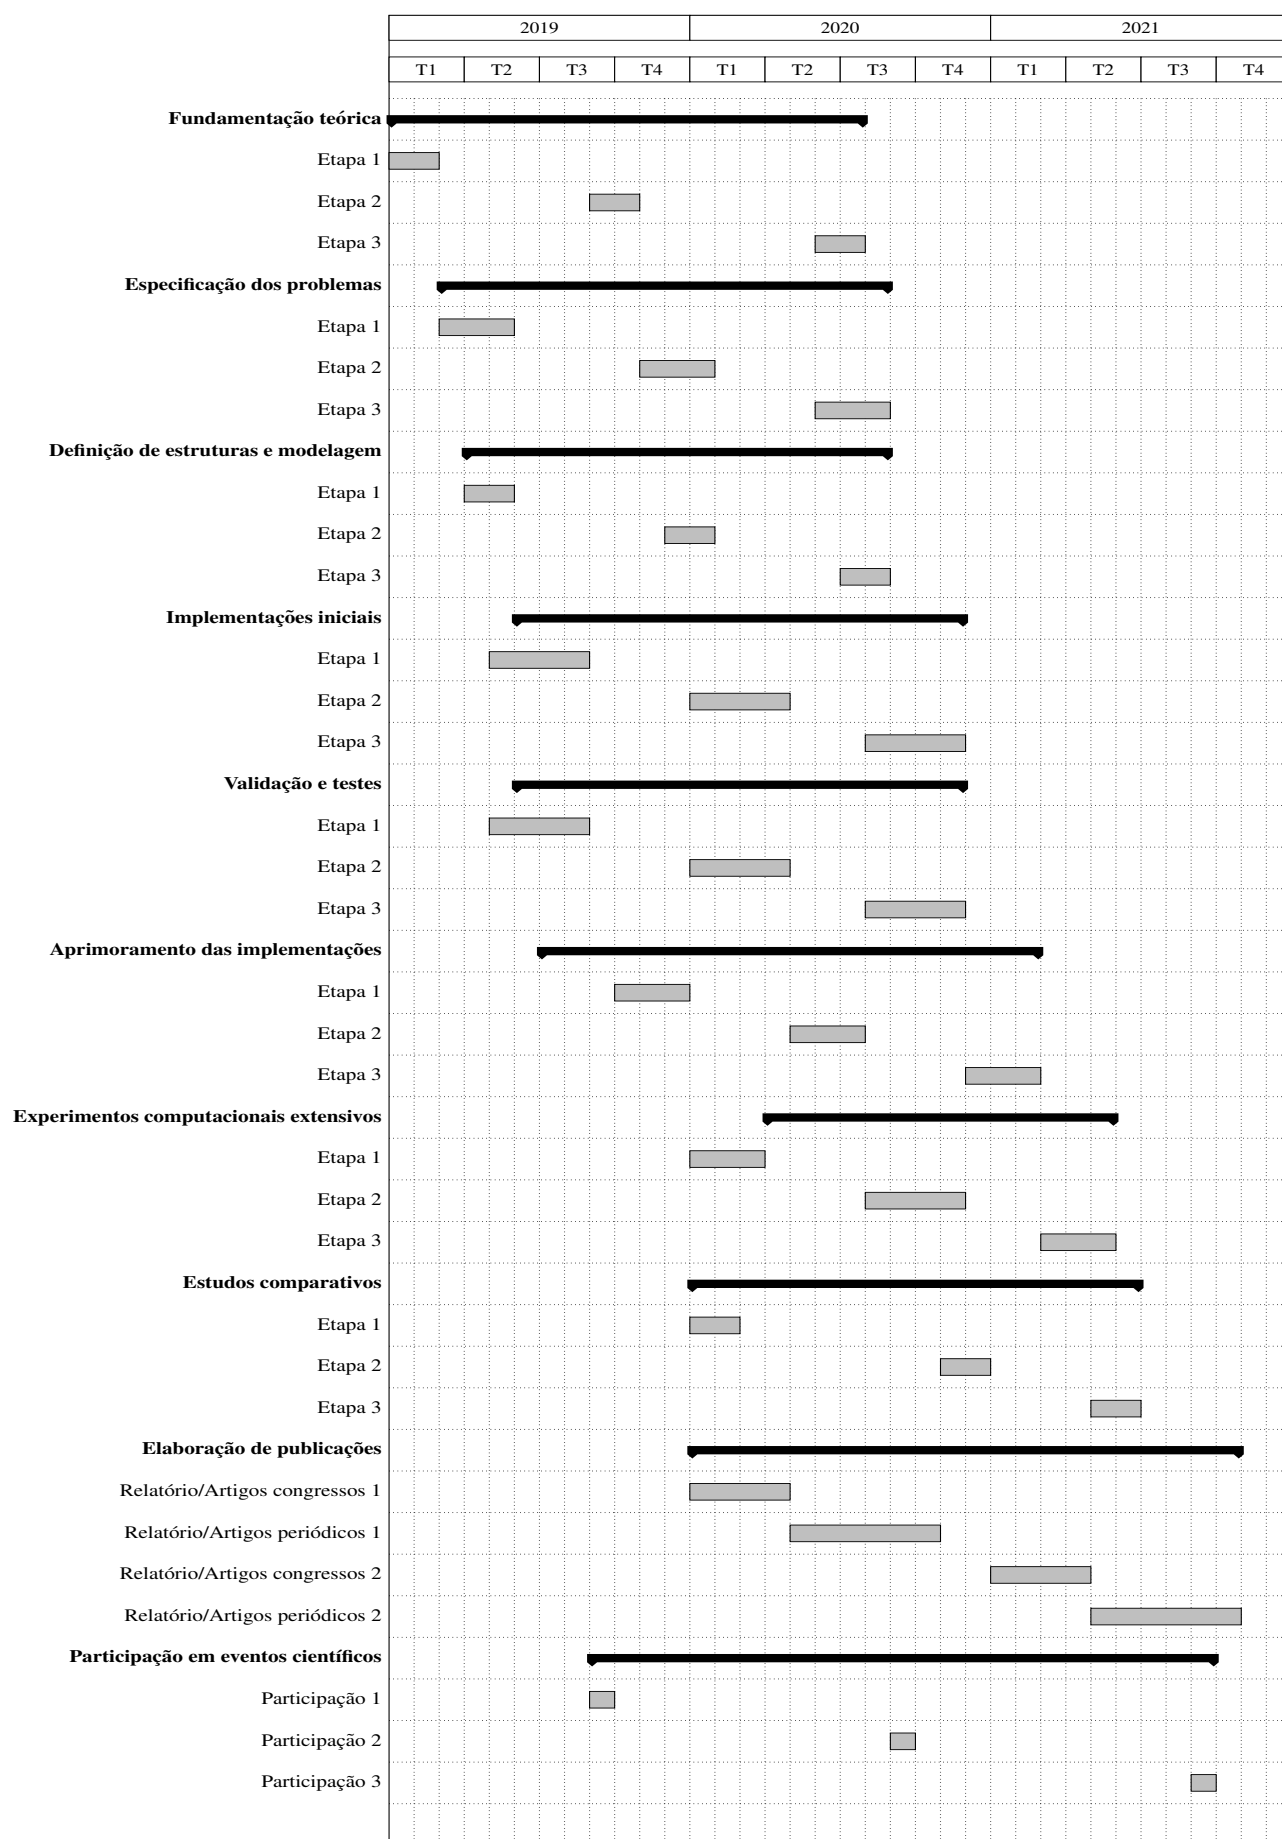 2019 2020 2021
T1 T2 T3 T4 T1 T2 T3 T4 T1 T2 T3 T4
Fundamentação teórica
Etapa 1
Etapa 2
Etapa 3
Especificação dos problemas
Etapa 1
Etapa 2
Etapa 3
Definição de estruturas e modelagem
Etapa 1
Etapa 2
Etapa 3
Implementações iniciais
Etapa 1
Etapa 2
Etapa 3
Validação e testes
Etapa 1
Etapa 2
Etapa 3
Aprimoramento das implementações
Etapa 1
Etapa 2
Etapa 3
Experimentos computacionais extensivos
Etapa 1
Etapa 2
Etapa 3
Estudos comparativos
Etapa 1
Etapa 2
Etapa 3
Elaboração de publicações
Relatório/Artigos congressos 1
Relatório/Artigos periódicos 1
Relatório/Artigos congressos 2
Relatório/Artigos periódicos 2
Participação em eventos científicos
Participação 1
Participação 2
Participação 3